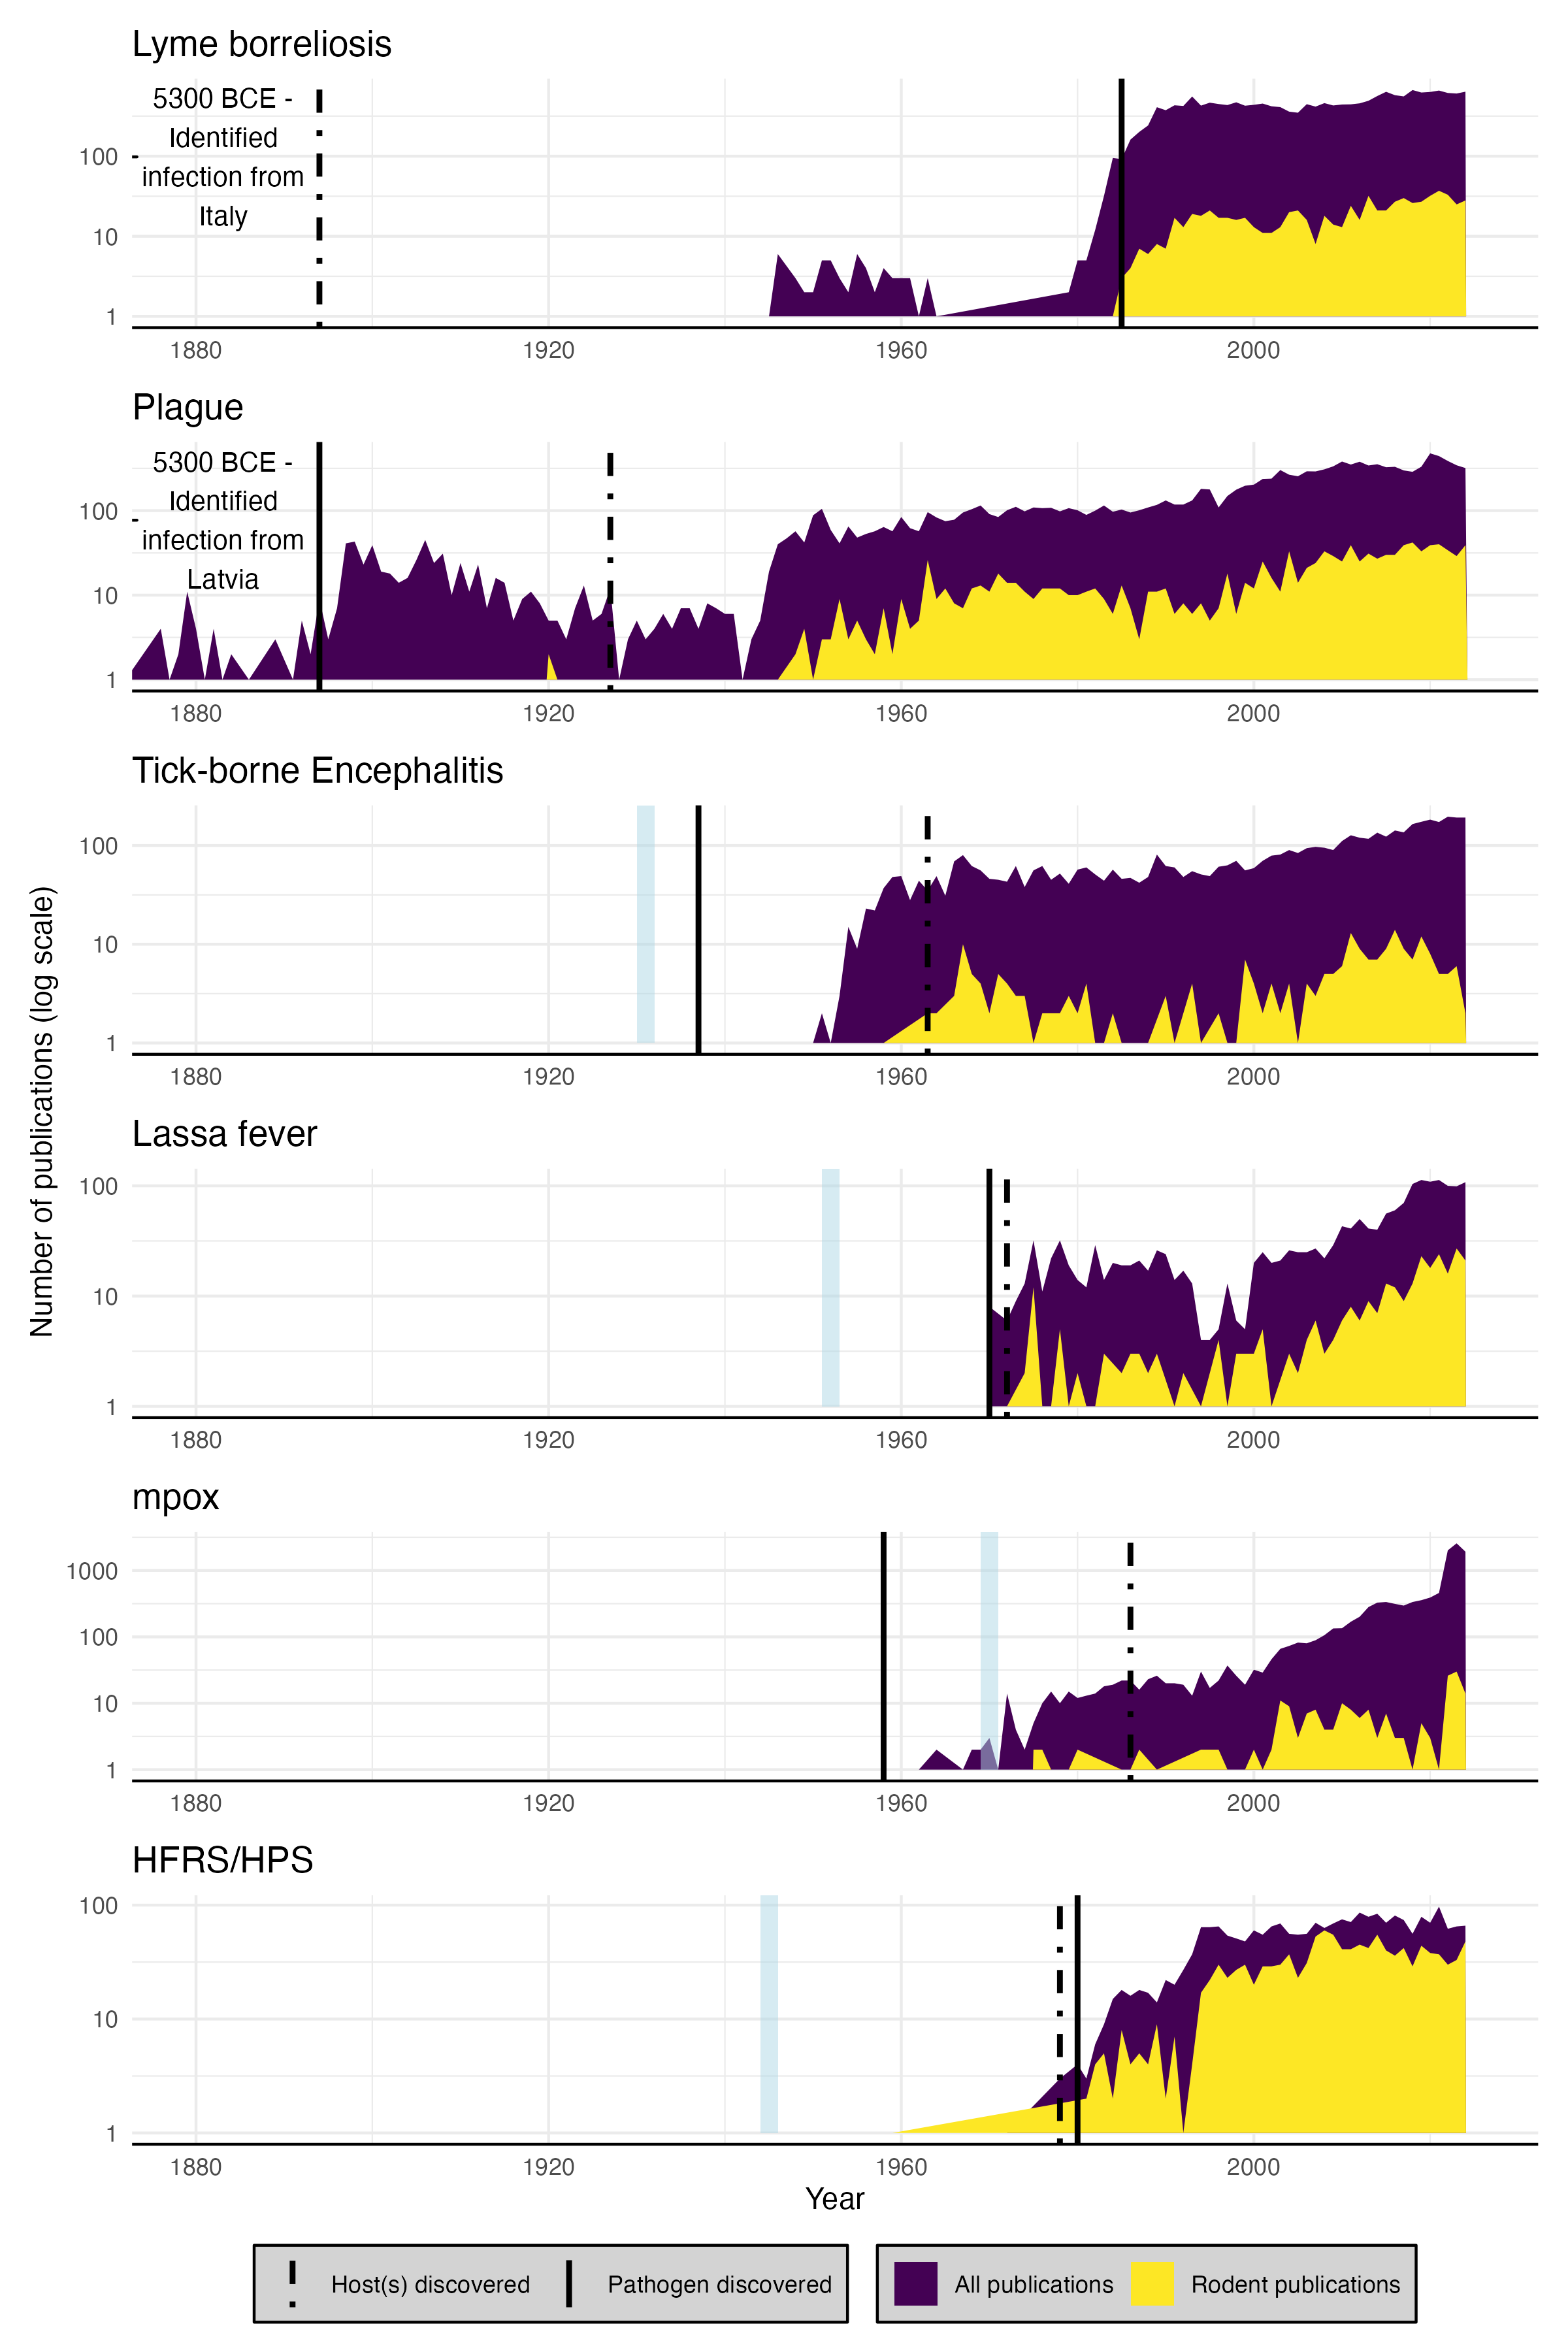 Lyme borreliosis
5300 BCE -
Identified
infection from
Italy
100
10
1
1880 1920 1960 2000
Plague
5300 BCE -
Identified
infection from
Latvia
100
10
1
1880 1920 1960 2000
Tick-borne Encephalitis
100
10
1
1880 1920 1960 2000
Number of publications (log scale)
Lassa fever
100
10
1
1880 1920 1960 2000
mpox
1000
100
10
1
1880 1920 1960 2000
HFRS/HPS
100
10
1
1880 1920 1960 2000
Year
Host(s) discovered Pathogen discovered All publications Rodent publications